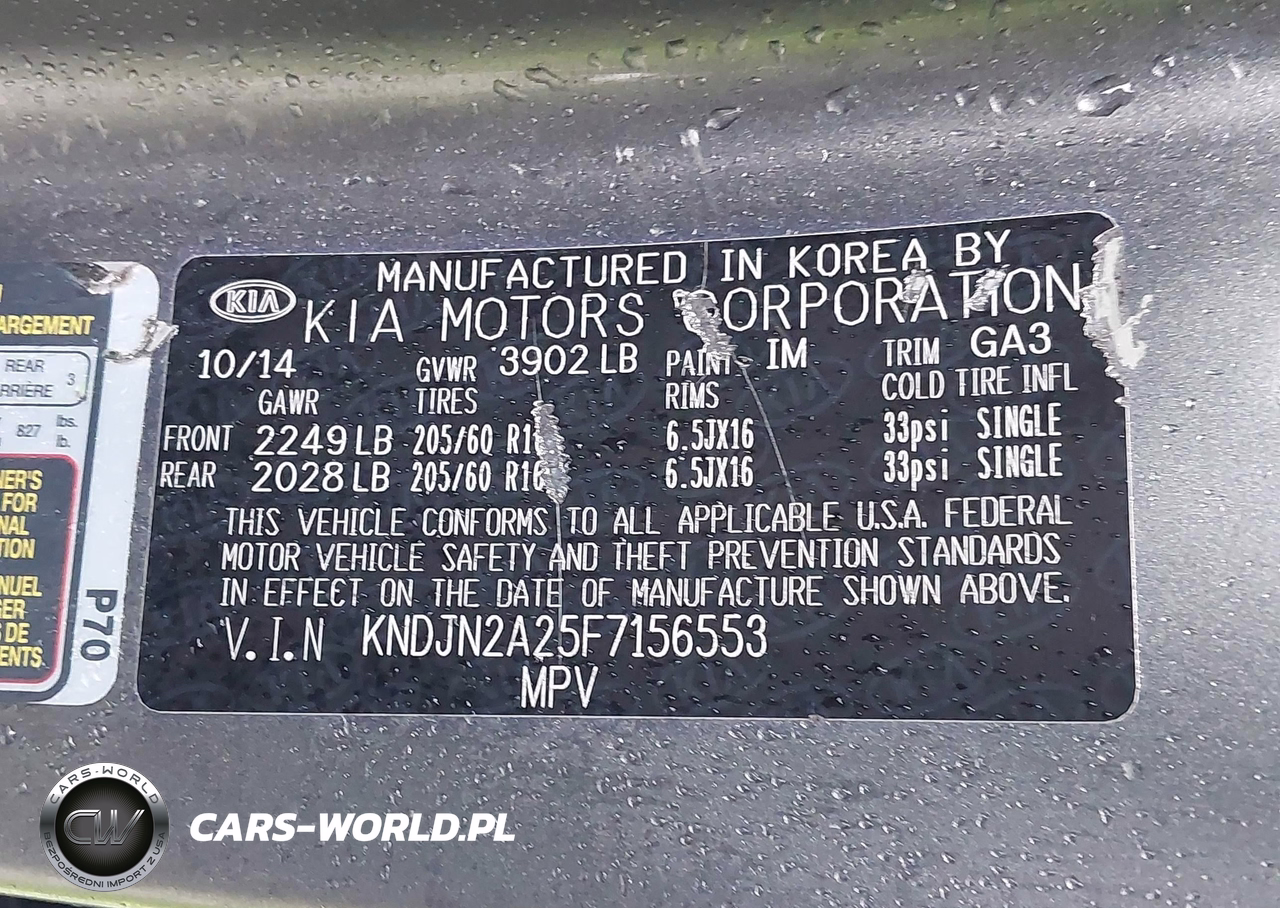 MANUFACTURED IN KOREA BY
KIA KIA MOTORS CORPORATION
10/14 GVWR 3902 LB PAINT IM TRIM GA3
GAWR TIRES RIMS COLD TIRE INFL
FRONT 2249 LB 205/60 6.5JX16 33psi SINGLE
REAR 2028 LB 205/60 R16 6.5JX16 33psi SINGLE
THIS VEHICLE CONFORMS TO ALL APPLICABLE U.S.A. FEDERAL
MOTOR VEHICLE SAFETY AND THEFT PREVENTION STANDARDS
IN EFFECT ON THE DATE OF MANUFACTURE SHOWN ABOVE.
V.I.N KNDJN2A25F7156553
MPV
ARGEMENT
REAR 3
RRIÈRE
827 lbs.
lb.
NER'S
FOR
NAL
TION
NUEL
GER
DE
ENTS
P70
CARS-WORLD
CW
BEZPOŚREDNI IMPORT Z USA
CARS-WORLD.PL